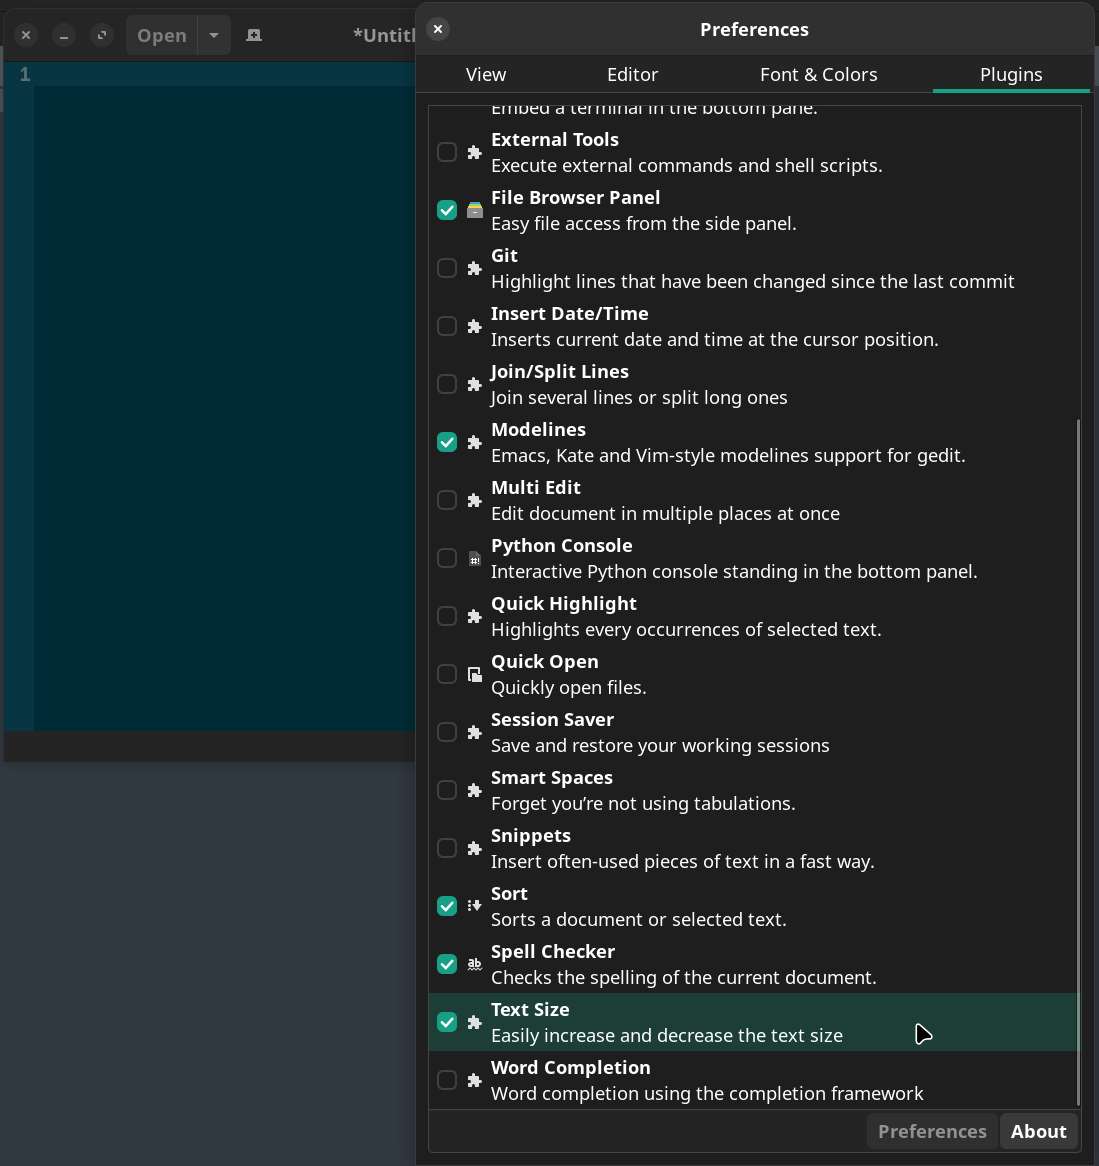 Open
*Untitl
1
Preferences
View Editor Font & Colors Plugins
Embed a terminal in the bottom pane.
External Tools
Execute external commands and shell scripts.
File Browser Panel
Easy file access from the side panel.
Git
Highlight lines that have been changed since the last commit
Insert Date/Time
Inserts current date and time at the cursor position.
Join/Split Lines
Join several lines or split long ones
Modelines
Emacs, Kate and Vim-style modelines support for gedit.
Multi Edit
Edit document in multiple places at once
Python Console
Interactive Python console standing in the bottom panel.
Quick Highlight
Highlights every occurrences of selected text.
Quick Open
Quickly open files.
Session Saver
Save and restore your working sessions
Smart Spaces
Forget you’re not using tabulations.
Snippets
Insert often-used pieces of text in a fast way.
Sort
Sorts a document or selected text.
ab
Spell Checker
Checks the spelling of the current document.
Text Size
Easily increase and decrease the text size
Word Completion
Word completion using the completion framework
Preferences About